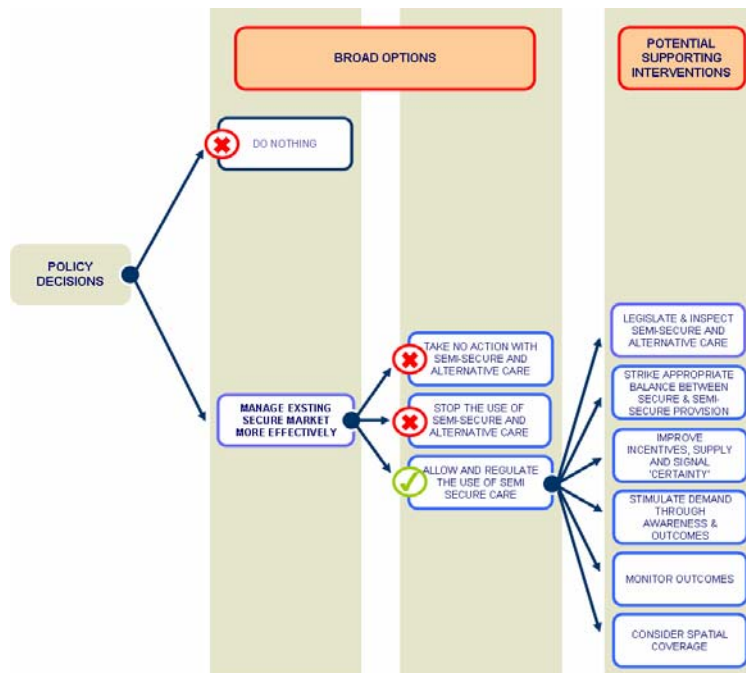 BROAD OPTIONS
POTENTIAL
SUPPORTING
INTERVENTIONS
DO NOTHING
POLICY
DECISIONS
MANAGE EXSTING
SECURE MARKET
MORE EFFECTIVELY
TAKE NO ACTION WITH
SEMI-SECURE AND
ALTERNATIVE CARE
STOP THE USE OF
SEMI-SECURE AND
ALTERNATIVE CARE
ALLOW AND REGULATE
THE USE OF SEMI
SECURE CARE
LEGISLATE & INSPECT
SEMI-SECURE AND
ALTERNATIVE CARE
STRIKE APPROPRIATE
BALANCE BETWEEN
SECURE & SEMI-
SECURE PROVISION
IMPROVE
INCENTIVES, SUPPLY
AND SIGNAL
'CERTAINTY'
STIMULATE DEMAND
THROUGH
AWARENESS &
OUTCOMES
MONITOR OUTCOMES
CONSIDER SPATIAL
COVERAGE